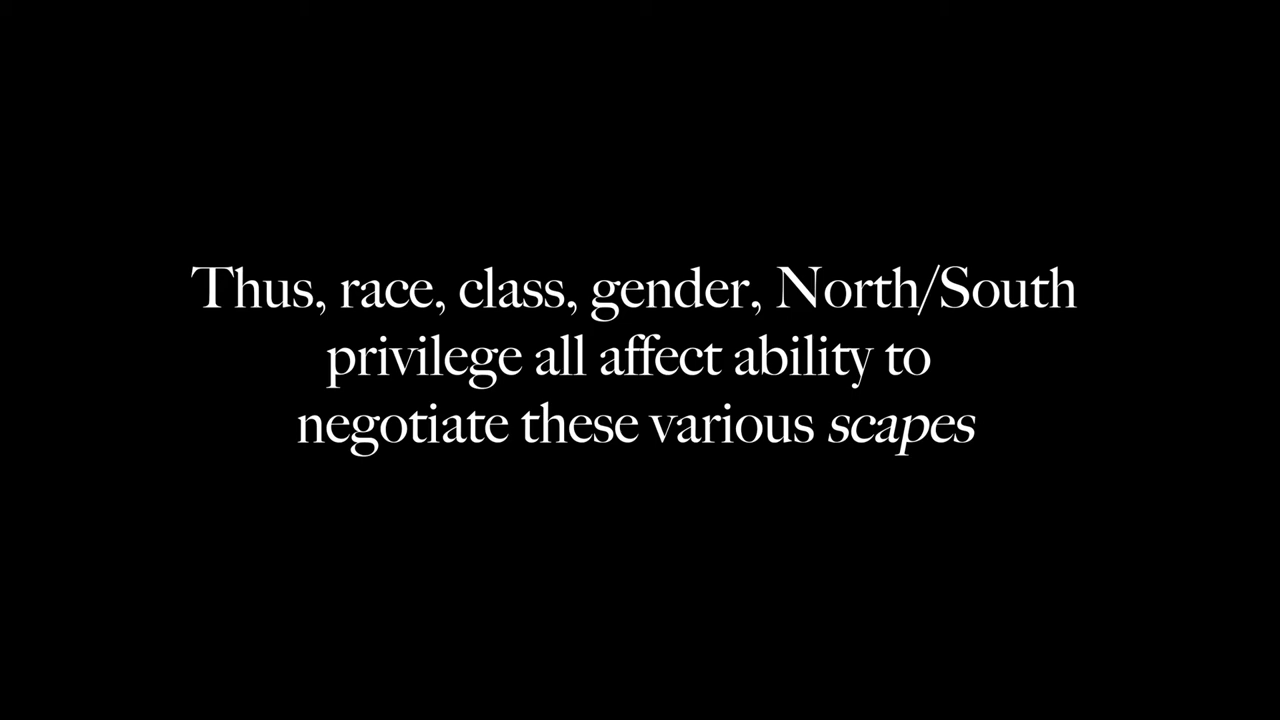 Thus, race, class, gender, North/South
privilege all affect ability to
negotiate these various scapes